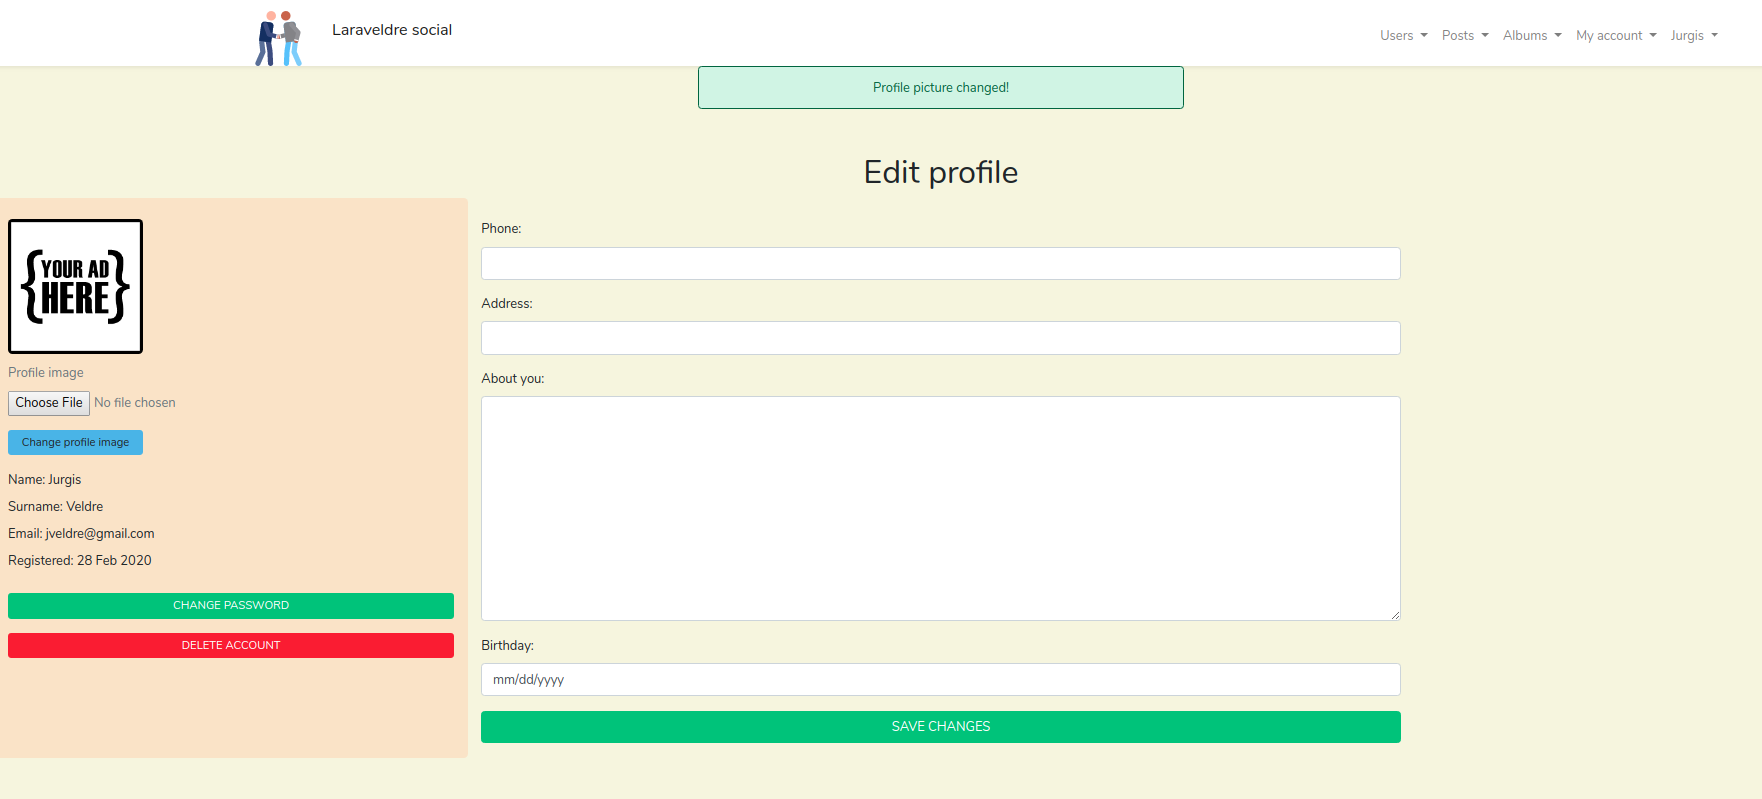 Laraveldre social
Users Posts Albums My account Jurgis
Profile picture changed!
Edit profile
{YOUR AD
HERE}
Profile image
Choose File No file chosen
Change profile image
Name: Jurgis
Surname: Veldre
Email: jveldre@gmail.com
Registered: 28 Feb 2020
CHANGE PASSWORD
DELETE ACCOUNT
Phone:
Address:
About you:
Birthday:
mm/dd/yyyy
SAVE CHANGES